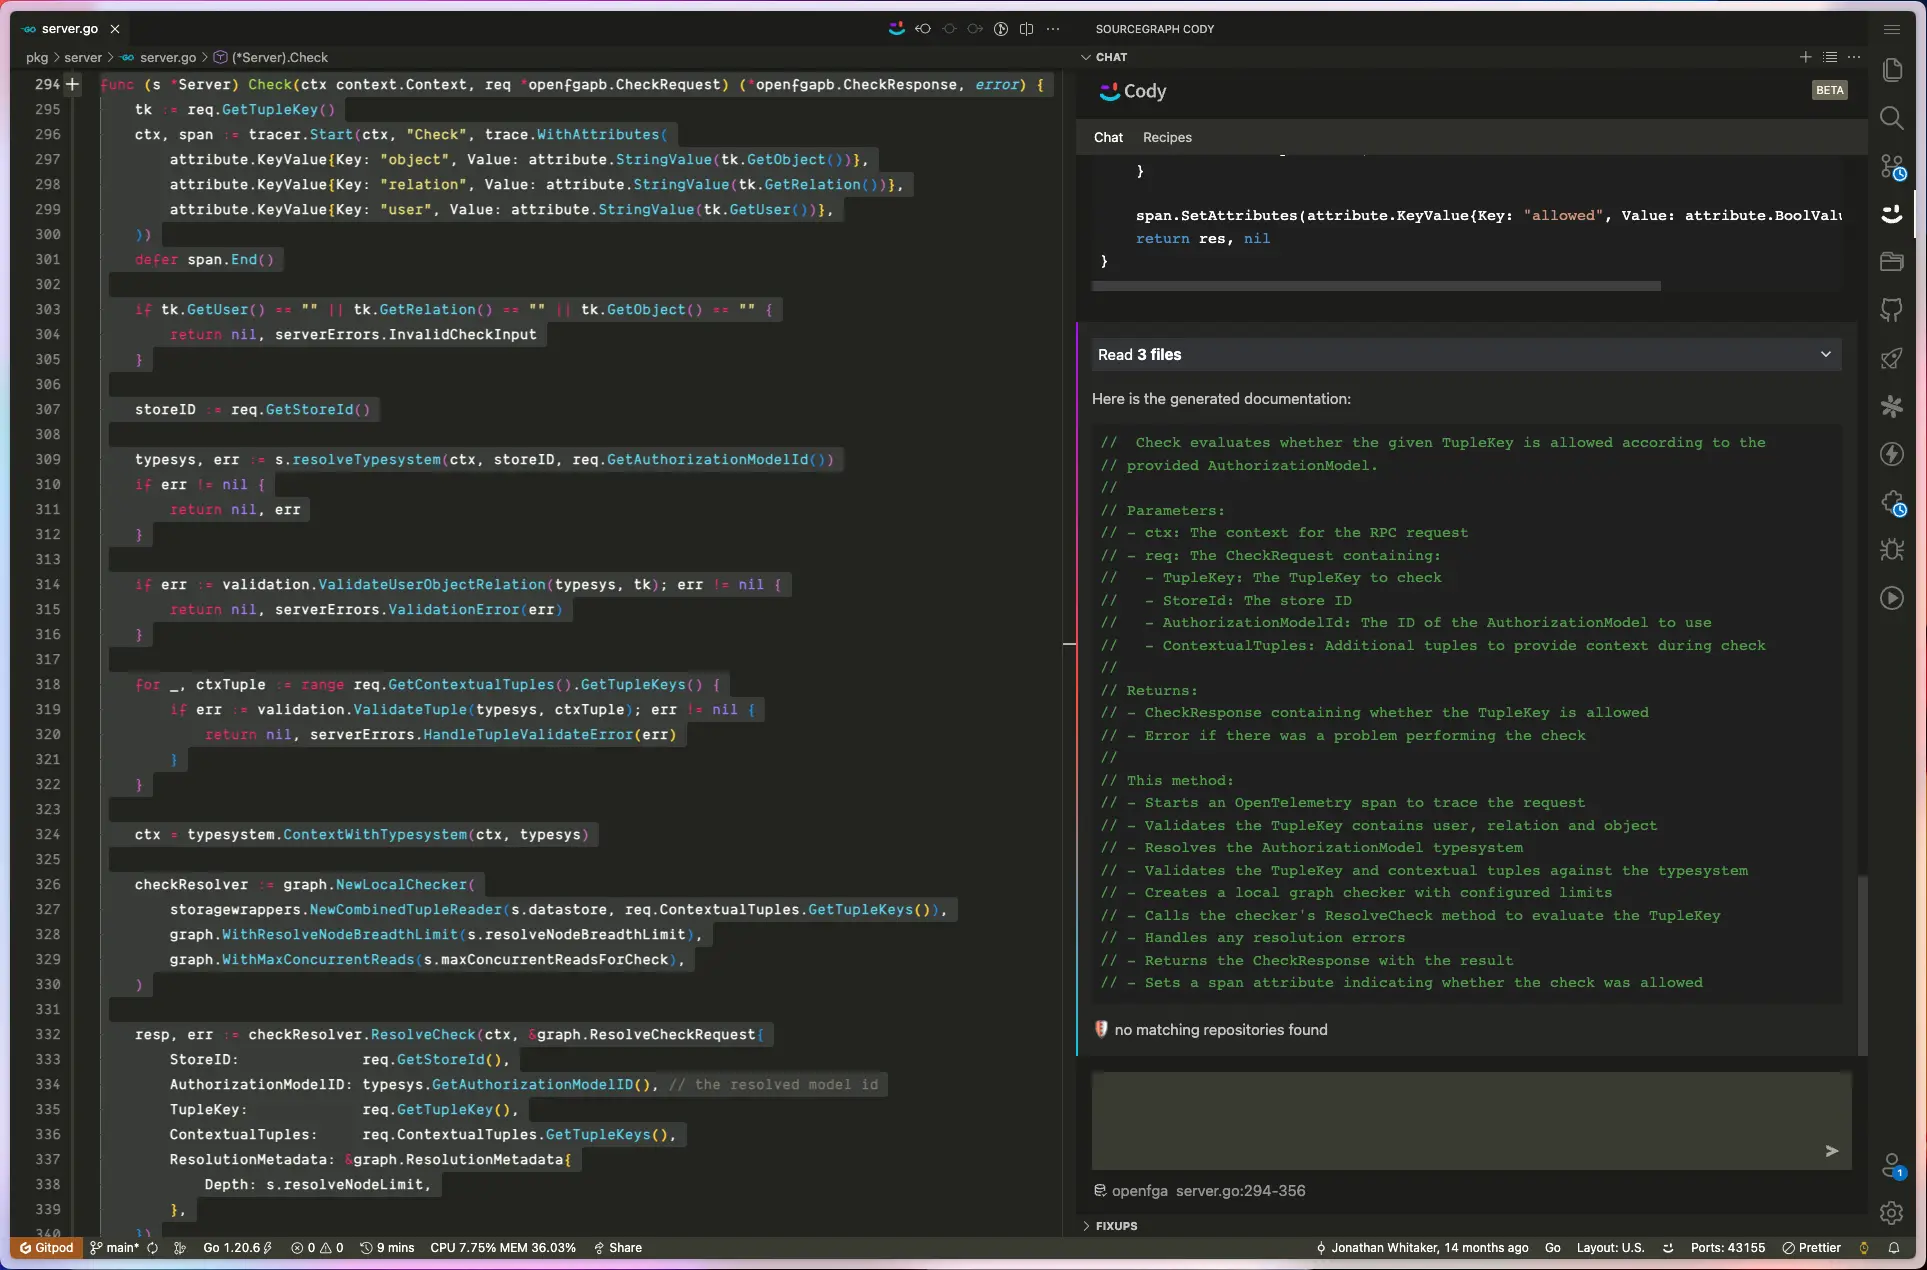 server.go
pkg > server > server.go > (*Server).Check
294 func (s *Server) Check(ctx context.Context, req *openfgapb.CheckRequest) (*openfgapb.CheckResponse, error) {
295 tk := req.GetTupleKey()
296 ctx, span := tracer.Start(ctx, "Check", trace.WithAttributes(
297 attribute.KeyValue{Key: "object", Value: attribute.StringValue(tk.GetObject())},
298 attribute.KeyValue{Key: "relation", Value: attribute.StringValue(tk.GetRelation())},
299 attribute.KeyValue{Key: "user", Value: attribute.StringValue(tk.GetUser())},
300 ))
301 defer span.End()
302
303 if tk.GetUser() == "" || tk.GetRelation() == "" || tk.GetObject() == "" {
304 return nil, serverErrors.InvalidCheckInput
305 }
306
307 storeID := req.GetStoreId()
308
309 typesys, err := s.resolveTypesystem(ctx, storeID, req.GetAuthorizationModelId())
310 if err != nil {
311 return nil, err
312 }
313
314 if err := validation.ValidateUserObjectRelation(typesys, tk); err != nil {
315 return nil, serverErrors.ValidationError(err)
316 }
317
318 for _, ctxTuple := range req.GetContextualTuples().GetTupleKeys() {
319 if err := validation.ValidateTuple(typesys, ctxTuple); err != nil {
320 return nil, serverErrors.HandleTupleValidateError(err)
321 }
322 }
323
324 ctx = typesystem.ContextWithTypesystem(ctx, typesys)
325
326 checkResolver := graph.NewLocalChecker(
327 storagewrappers.NewCombinedTupleReader(s.datastore, req.ContextualTuples.GetTupleKeys()),
328 graph.WithResolveNodeBreadthLimit(s.resolveNodeBreadthLimit),
329 graph.WithMaxConcurrentReads(s.maxConcurrentReadsForCheck),
330 )
331
332 resp, err := checkResolver.ResolveCheck(ctx, &graph.ResolveCheckRequest{
333 StoreID: req.GetStoreId(),
334 AuthorizationModelID: typesys.GetAuthorizationModelID(), // the resolved model id
335 TupleKey: req.GetTupleKey(),
336 ContextualTuples: req.ContextualTuples.GetTupleKeys(),
337 ResolutionMetadata: &graph.ResolutionMetadata{
338 Depth: s.resolveNodeLimit,
339 },
340 })
SOURCEGRAPH CODY
CHAT
Cody
BETA
Chat Recipes
}
span.SetAttributes(attribute.KeyValue{Key: "allowed", Value: attribute.BoolValu
return res, nil
}
Read 3 files
Here is the generated documentation:
// Check evaluates whether the given TupleKey is allowed according to the
// provided AuthorizationModel.
//
// Parameters:
// - ctx: The context for the RPC request
// - req: The CheckRequest containing:
// - TupleKey: The TupleKey to check
// - StoreId: The store ID
// - AuthorizationModelId: The ID of the AuthorizationModel to use
// - ContextualTuples: Additional tuples to provide context during check
//
// Returns:
// - CheckResponse containing whether the TupleKey is allowed
// - Error if there was a problem performing the check
//
// This method:
// - Starts an OpenTelemetry span to trace the request
// - Validates the TupleKey contains user, relation and object
// - Resolves the AuthorizationModel typesystem
// - Validates the TupleKey and contextual tuples against the typesystem
// - Creates a local graph checker with configured limits
// - Calls the checker's ResolveCheck method to evaluate the TupleKey
// - Handles any resolution errors
// - Returns the CheckResponse with the result
// - Sets a span attribute indicating whether the check was allowed
no matching repositories found
openfga server.go:294-356
FIXUPS
1
Gitpod main* Go 1.20.6 0 0 9 mins CPU 7.75% MEM 36.03% Share
Jonathan Whitaker, 14 months ago Go Layout: U.S. Ports: 43155 Prettier